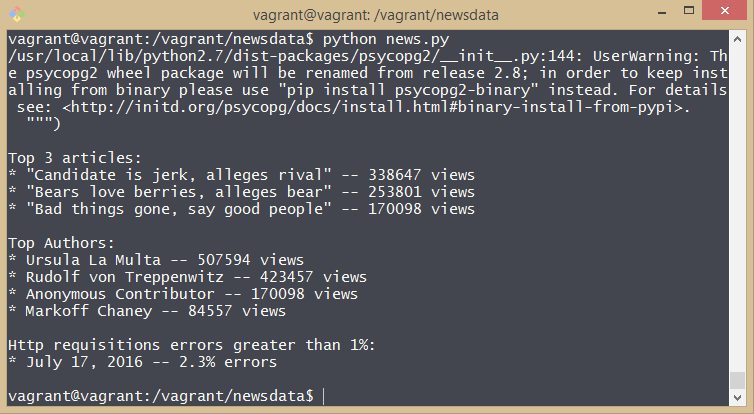 vagrant@vagrant: /vagrant/newsdata
vagrant@vagrant:/vagrant/newsdata$ python news.py
/usr/local/lib/python2.7/dist-packages/psycopg2/__init__.py:144: UserWarning: Th
e psycopg2 wheel package will be renamed from release 2.8; in order to keep inst
alling from binary please use "pip install psycopg2-binary" instead. For details
 see: <http://initd.org/psycopg/docs/install.html#binary-install-from-pypi>.
  """)
Top 3 articles:
* "Candidate is jerk, alleges rival" -- 338647 views
* "Bears love berries, alleges bear" -- 253801 views
* "Bad things gone, say good people" -- 170098 views
Top Authors:
* Ursula La Multa -- 507594 views
* Rudolf von Treppenwitz -- 423457 views
* Anonymous Contributor -- 170098 views
* Markoff Chaney -- 84557 views
Http requisitions errors greater than 1%:
* July 17, 2016 -- 2.3% errors
vagrant@vagrant:/vagrant/newsdata$